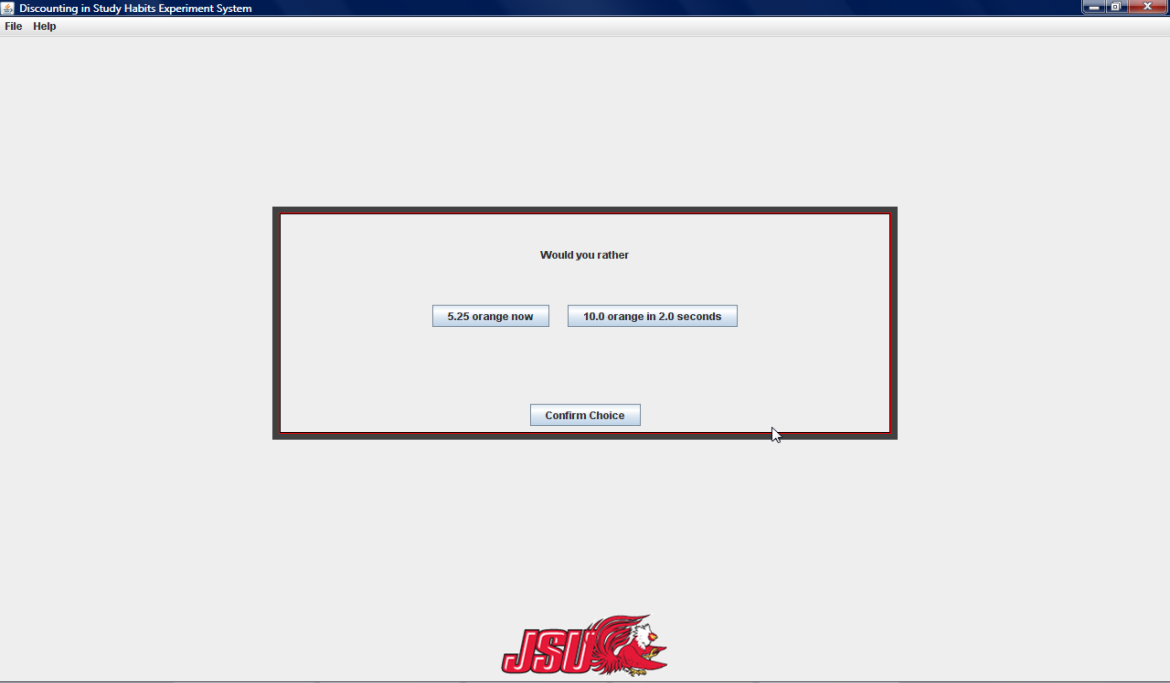 Discounting in Study Habits Experiment System
File Help
Would you rather
5.25 orange now 10.0 orange in 2.0 seconds
Confirm Choice
JSU